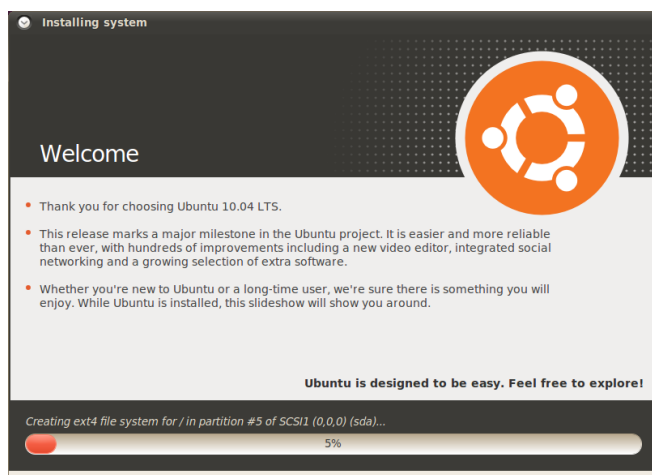 Installing system
Welcome
Thank you for choosing Ubuntu 10.04 LTS.
This release marks a major milestone in the Ubuntu project. It is easier and more reliable
than ever, with hundreds of improvements including a new video editor, integrated social
networking and a growing selection of extra software.
Whether you're new to Ubuntu or a long-time user, we're sure there is something you will
enjoy. While Ubuntu is installed, this slideshow will show you around.
Ubuntu is designed to be easy. Feel free to explore!
Creating ext4 file system for / in partition #5 of SCSI1 (0,0,0) (sda)...
5%